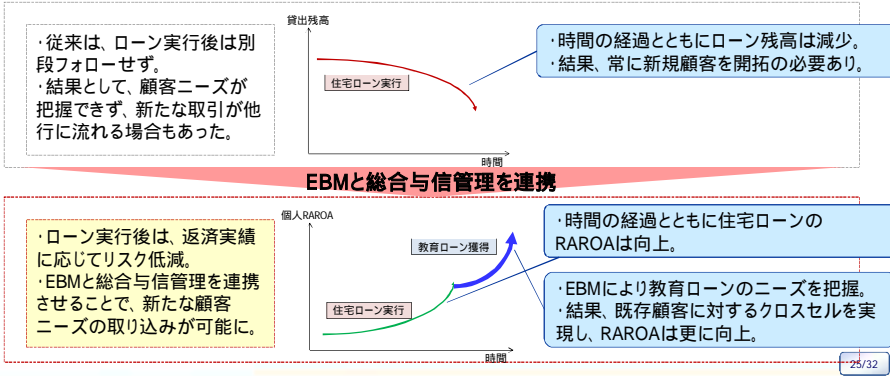 ・従来は、ローン実行後は別
段フォローせず。
・結果として、顧客ニーズが
把握できず、新たな取引が他
行に流れる場合もあった。
貸出残高
住宅ローン実行
時間
・時間の経過とともにローン残高は減少。
・結果、常に新規顧客を開拓の必要あり。
EBMと総合与信管理を連携
・ローン実行後は、返済実績
に応じてリスク低減。
・EBMと総合与信管理を連携
させることで、新たな顧客
ニーズの取り込みが可能に。
個人RAROA
教育ローン獲得
住宅ローン実行
時間
・時間の経過とともに住宅ローンの
RAROAは向上。
・EBMにより教育ローンのニーズを把握。
・結果、既存顧客に対するクロスセルを実
現し、RAROAは更に向上。
25/32